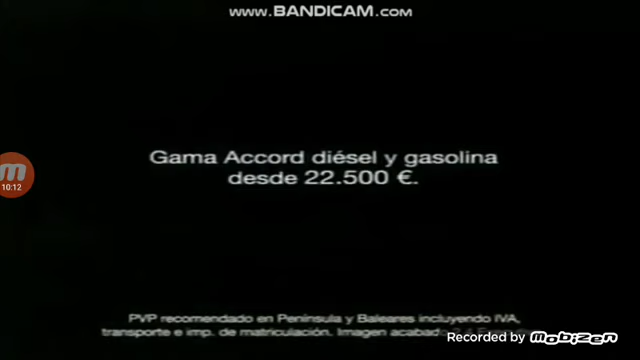 www.BANDICAM.com
Gama Accord diésel y gasolina
desde 22.500 €.
10:12
PVP recomendado en Península y Baleares incluyendo IVA,
transporte e imp. de matriculación. Imagen acabado
Recorded by mobizen